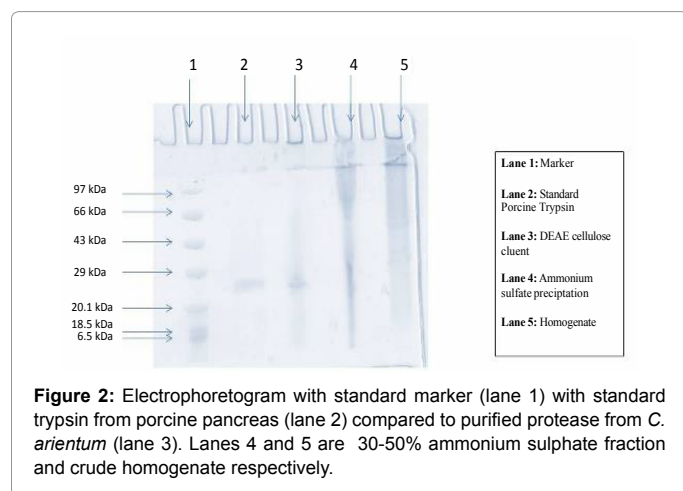 1 2 3 4 5
97 kDa
66 kDa
43 kDa
29 kDa
20.1 kDa
18.5 kDa
6.5 kDa
Lane 1: Marker
Lane 2: Standard
Porcine Trypsin
Lane 3: DEAE cellulose
cluent
Lane 4: Ammonium
sulfate preciptation
Lane 5: Homogenate
Figure 2: Electrophoretogram with standard marker (lane 1) with standard
trypsin from porcine pancreas (lane 2) compared to purified protease from C.
arientum (lane 3). Lanes 4 and 5 are 30-50% ammonium sulphate fraction
and crude homogenate respectively.